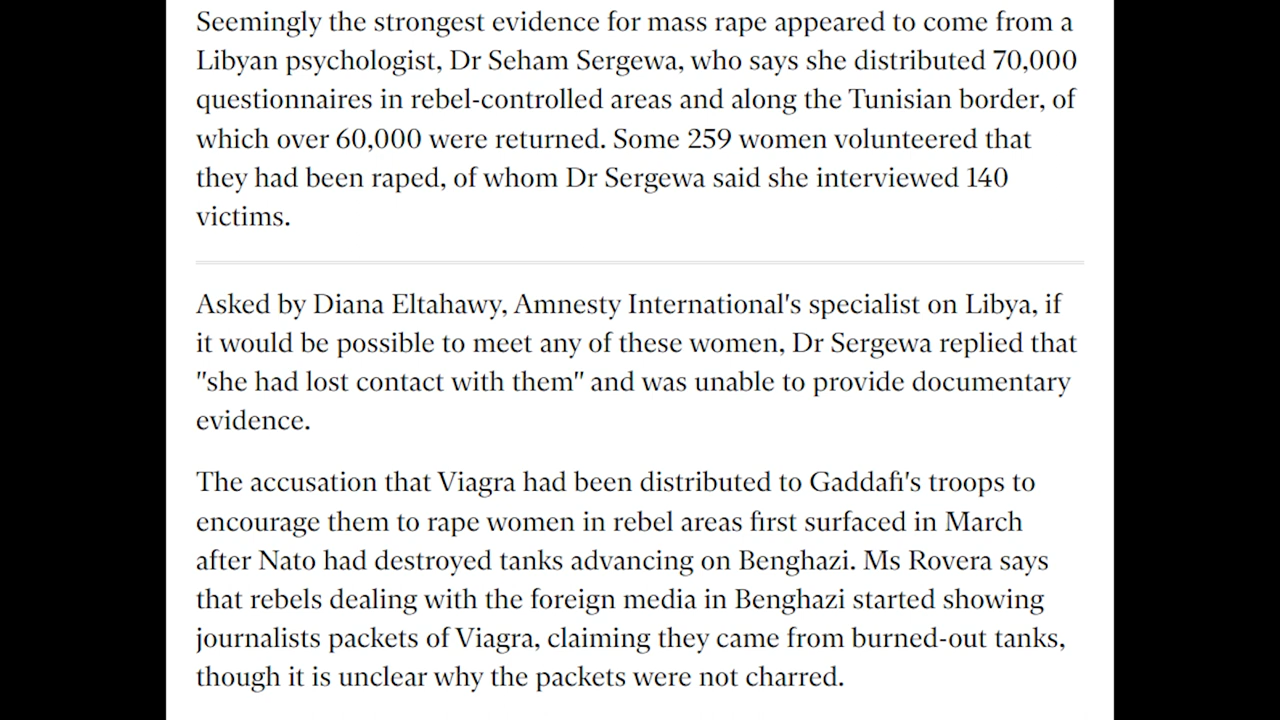 Seemingly the strongest evidence for mass rape appeared to come from a
Libyan psychologist, Dr Seham Sergewa, who says she distributed 70,000
questionnaires in rebel-controlled areas and along the Tunisian border, of
which over 60,000 were returned. Some 259 women volunteered that
they had been raped, of whom Dr Sergewa said she interviewed 140
victims.
Asked by Diana Eltahawy, Amnesty International's specialist on Libya, if
it would be possible to meet any of these women, Dr Sergewa replied that
"she had lost contact with them" and was unable to provide documentary
evidence.
The accusation that Viagra had been distributed to Gaddafi's troops to
encourage them to rape women in rebel areas first surfaced in March
after Nato had destroyed tanks advancing on Benghazi. Ms Rovera says
that rebels dealing with the foreign media in Benghazi started showing
journalists packets of Viagra, claiming they came from burned-out tanks,
though it is unclear why the packets were not charred.